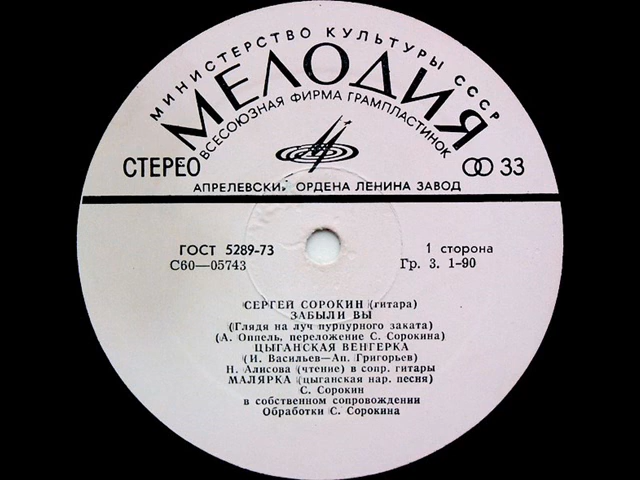 МИНИСТЕРСТВО КУЛЬТУРЫ СССР
МЕЛОДИЯ
ВСЕСОЮЗНАЯ ФИРМА ГРАМПЛАСТИНОК
СТЕРЕО 33
АПРЕЛЕВСКИЙ ОРДЕНА ЛЕНИНА ЗАВОД
ГОСТ 5289-73 1 сторона
С60—05743 Гр. 3. 1-90
СЕРГЕЙ СОРОКИН (гитара)
ЗАБЫЛИ ВЫ
(Глядя на луч пурпурного заката)
(А. Оппель, переложение С. Сорокина)
ЦЫГАНСКАЯ ВЕНГЕРКА
(И. Васильев—Ап. Григорьев)
Н. Алисова (чтение) в сопр. гитары
МАЛЯРКА (цыганская нар. песня)
С. Сорокин
в собственном сопровождении
Обработки С. Сорокина